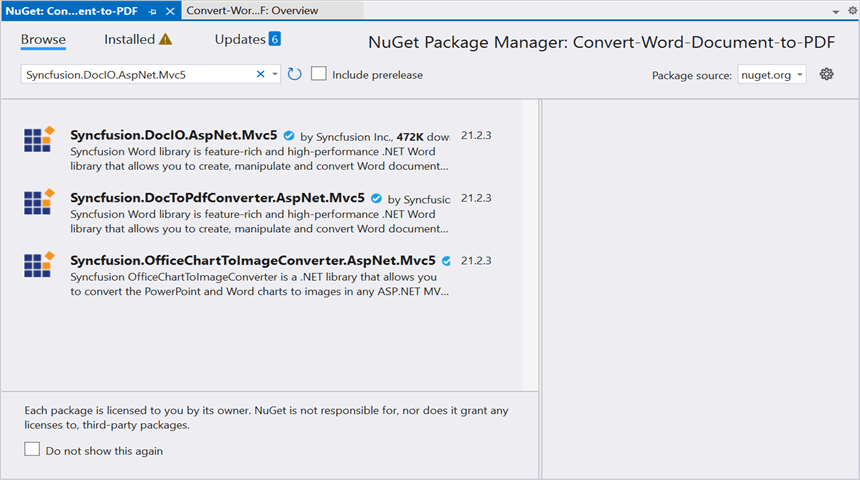 NuGet: Con...ent-to-PDF
Convert-Wor...F: Overview
Browse
Installed
Updates 6
NuGet Package Manager: Convert-Word-Document-to-PDF
Syncfusion.DocIO.AspNet.Mvc5
Include prerelease
Package source: nuget.org
Syncfusion.DocIO.AspNet.Mvc5 by Syncfusion Inc., 472K dow 21.2.3
Syncfusion Word library is feature-rich and high-performance .NET Word
library that allows you to create, manipulate and convert Word document...
Syncfusion.DocToPdfConverter.AspNet.Mvc5 by Syncfusio 21.2.3
Syncfusion Word library is feature-rich and high-performance .NET Word
library that allows you to create, manipulate and convert Word document...
Syncfusion.OfficeChartToImageConverter.AspNet.Mvc5 21.2.3
Syncfusion OfficeChartToImageConverter is a .NET library that allows you
to convert the PowerPoint and Word charts to images in any ASP.NET MV...
Each package is licensed to you by its owner. NuGet is not responsible for, nor does it grant any
licenses to, third-party packages.
Do not show this again